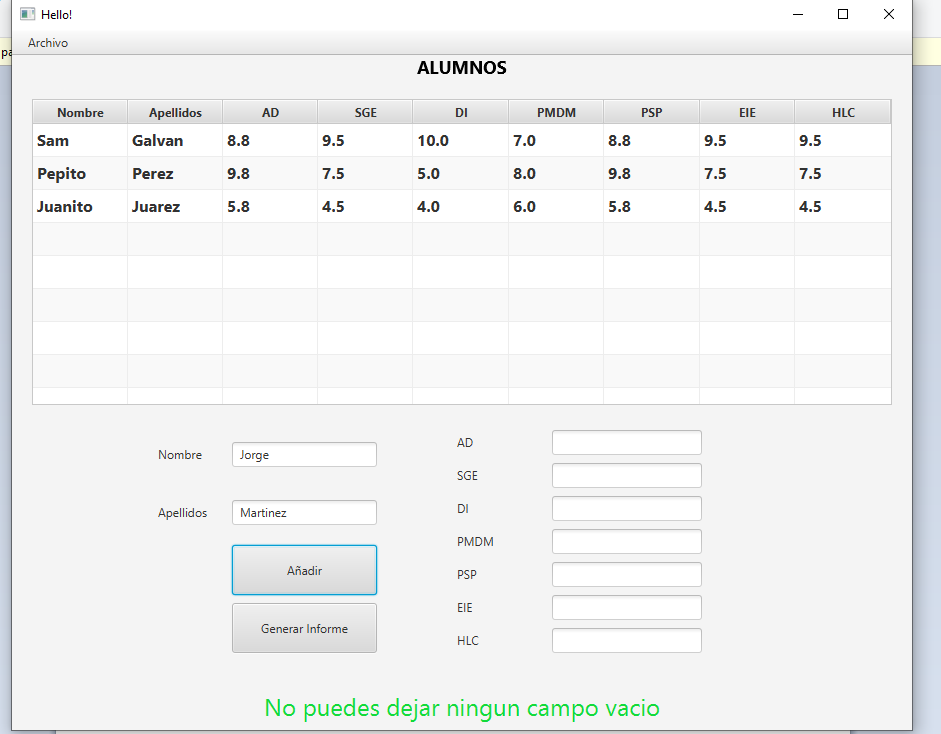 Hello!
Archivo
pa
ALUMNOS
Nombre Apellidos AD SGE DI PMDM PSP EIE HLC
Sam Galvan 8.8 9.5 10.0 7.0 8.8 9.5 9.5
Pepito Perez 9.8 7.5 5.0 8.0 9.8 7.5 7.5
Juanito Juarez 5.8 4.5 4.0 6.0 5.8 4.5 4.5
Nombre Jorge
Apellidos Martinez
Añadir
Generar Informe
AD
SGE
DI
PMDM
PSP
EIE
HLC
No puedes dejar ningun campo vacio